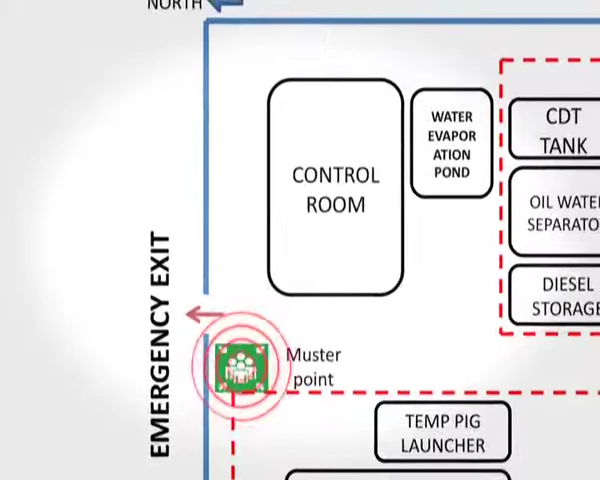 NORTH
CONTROL
ROOM
WATER
EVAPOR
ATION
POND
CDT
TANK
OIL WATE
SEPARATO
DIESEL
STORAGE
EMERGENCY EXIT
Muster
point
TEMP PIG
LAUNCHER